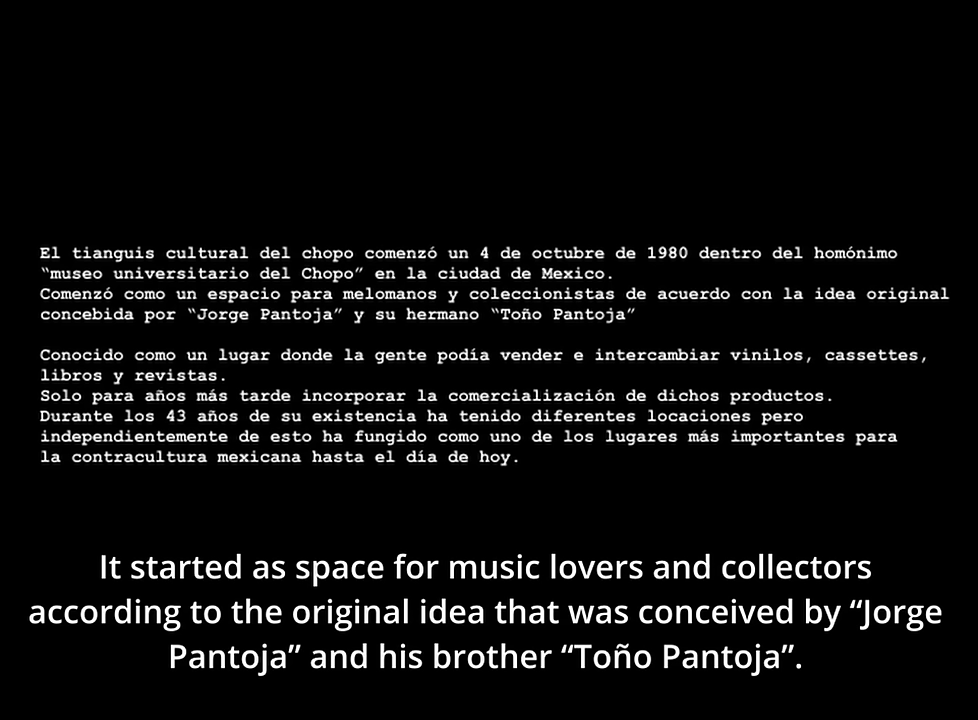 El tianguis cultural del chopo comenzó un 4 de octubre de 1980 dentro del homónimo
“museo universitario del Chopo” en la ciudad de Mexico.
Comenzó como un espacio para melomanos y coleccionistas de acuerdo con la idea original
concebida por “Jorge Pantoja” y su hermano “Toño Pantoja”
Conocido como un lugar donde la gente podía vender e intercambiar vinilos, cassettes,
libros y revistas.
Solo para años más tarde incorporar la comercialización de dichos productos.
Durante los 43 años de su existencia ha tenido diferentes locaciones pero
independientemente de esto ha fungido como uno de los lugares más importantes para
la contracultura mexicana hasta el día de hoy.
It started as space for music lovers and collectors
according to the original idea that was conceived by “Jorge
Pantoja” and his brother “Toño Pantoja”.